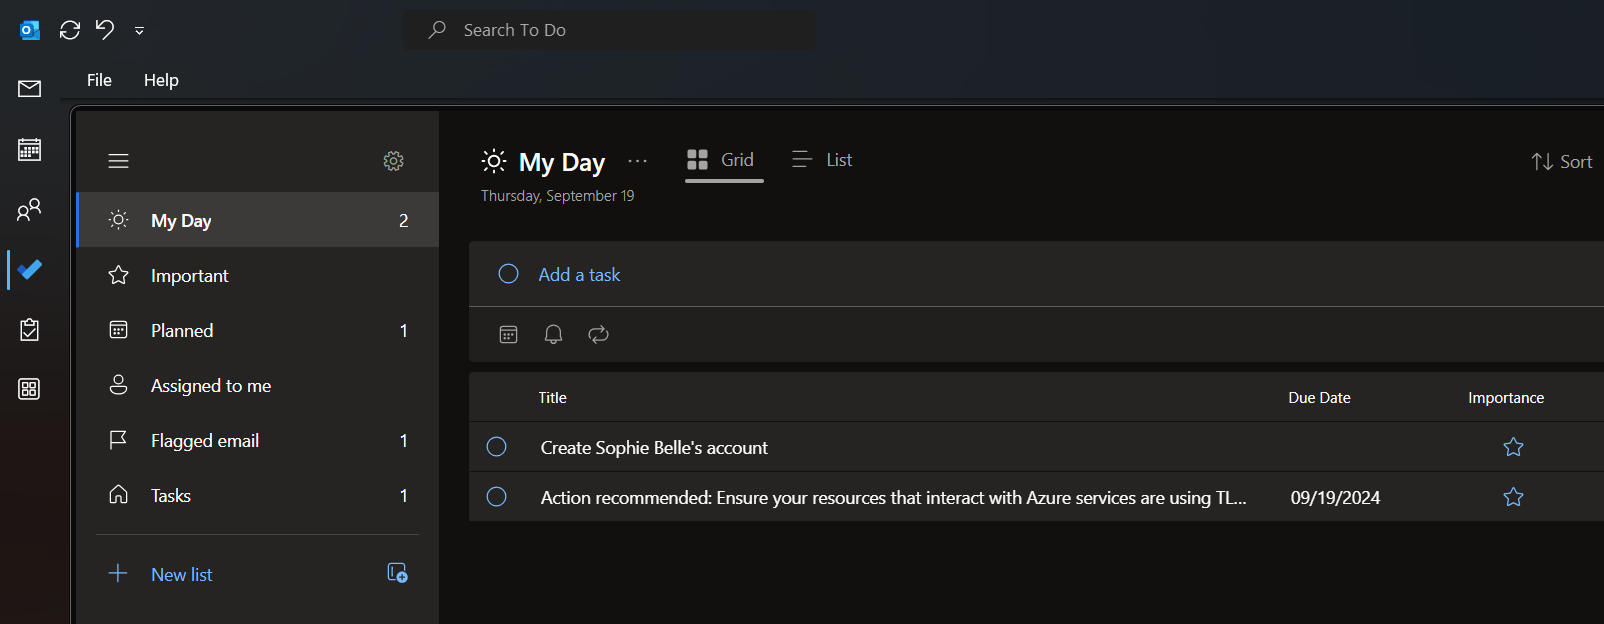 Search To Do
File Help
My Day Grid List Sort
Thursday, September 19
My Day 2
Important
Planned 1
Assigned to me
Flagged email 1
Tasks 1
New list
Add a task
Title Due Date Importance
Create Sophie Belle's account
Action recommended: Ensure your resources that interact with Azure services are using TL... 09/19/2024